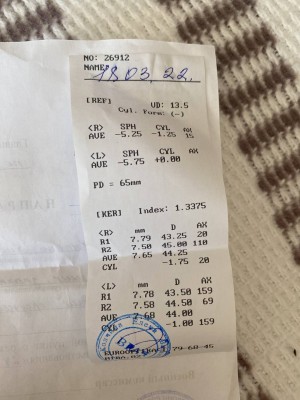 NO: 26912
NAME:
18.03.22.
[REF] VD: 13.5
Cyl. Form: (-)
<R> SPH CYL AX
AVE -5.25 -1.25 15
<L> SPH CYL AX
AVE -5.75 +0.00
PD = 65mm
[KER] Index: 1.3375
<R> mm D AX
R1 7.79 43.25 20
R2 7.50 45.00 110
AVE 7.65 44.25
CYL -1.75 20
<L> mm D AX
R1 7.78 43.50 159
R2 7.58 44.50 69
AVE 7.68 44.00
CYL -1.00 159
79-68-45